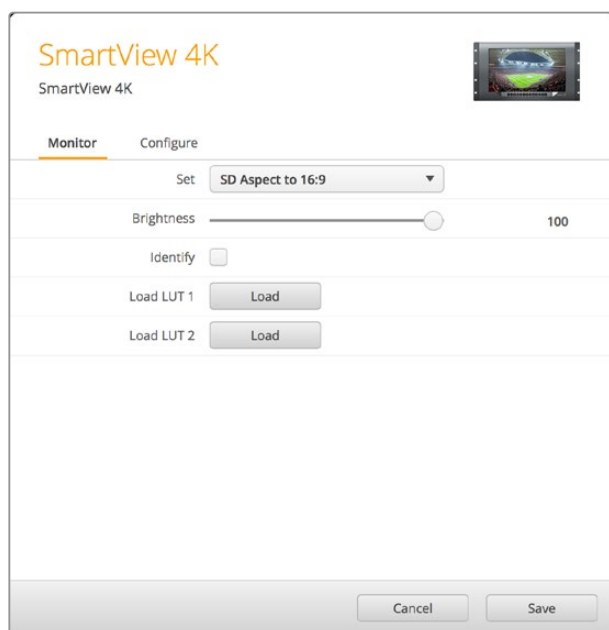 SmartView 4K
SmartView 4K
Monitor Configure
Set SD Aspect to 16:9
Brightness 100
Identify
Load LUT 1 Load
Load LUT 2 Load
Cancel Save